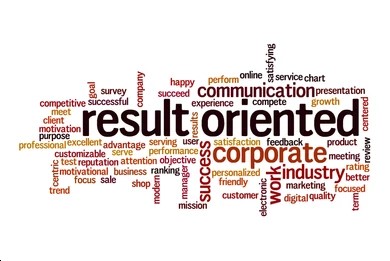 satisfying
online
service chart
perform
happy
goal
survey
company
succeed
communication
presentation
competitive
successful
experience
compete
growth
centered
meet
client
motivation
result oriented
results
purpose
professional
excellent
advantage
serving
user
satisfaction
feedback
product
review
customizable
serve
performance
success
corporate
meeting
test
reputation
attention
objective
rating
centric
motivational
business
ranking
manager
personalized
work
industry
better
trend
focus
sale
shop
modern
friendly
electronic
marketing
focused
mission
customer
digital
quality
term